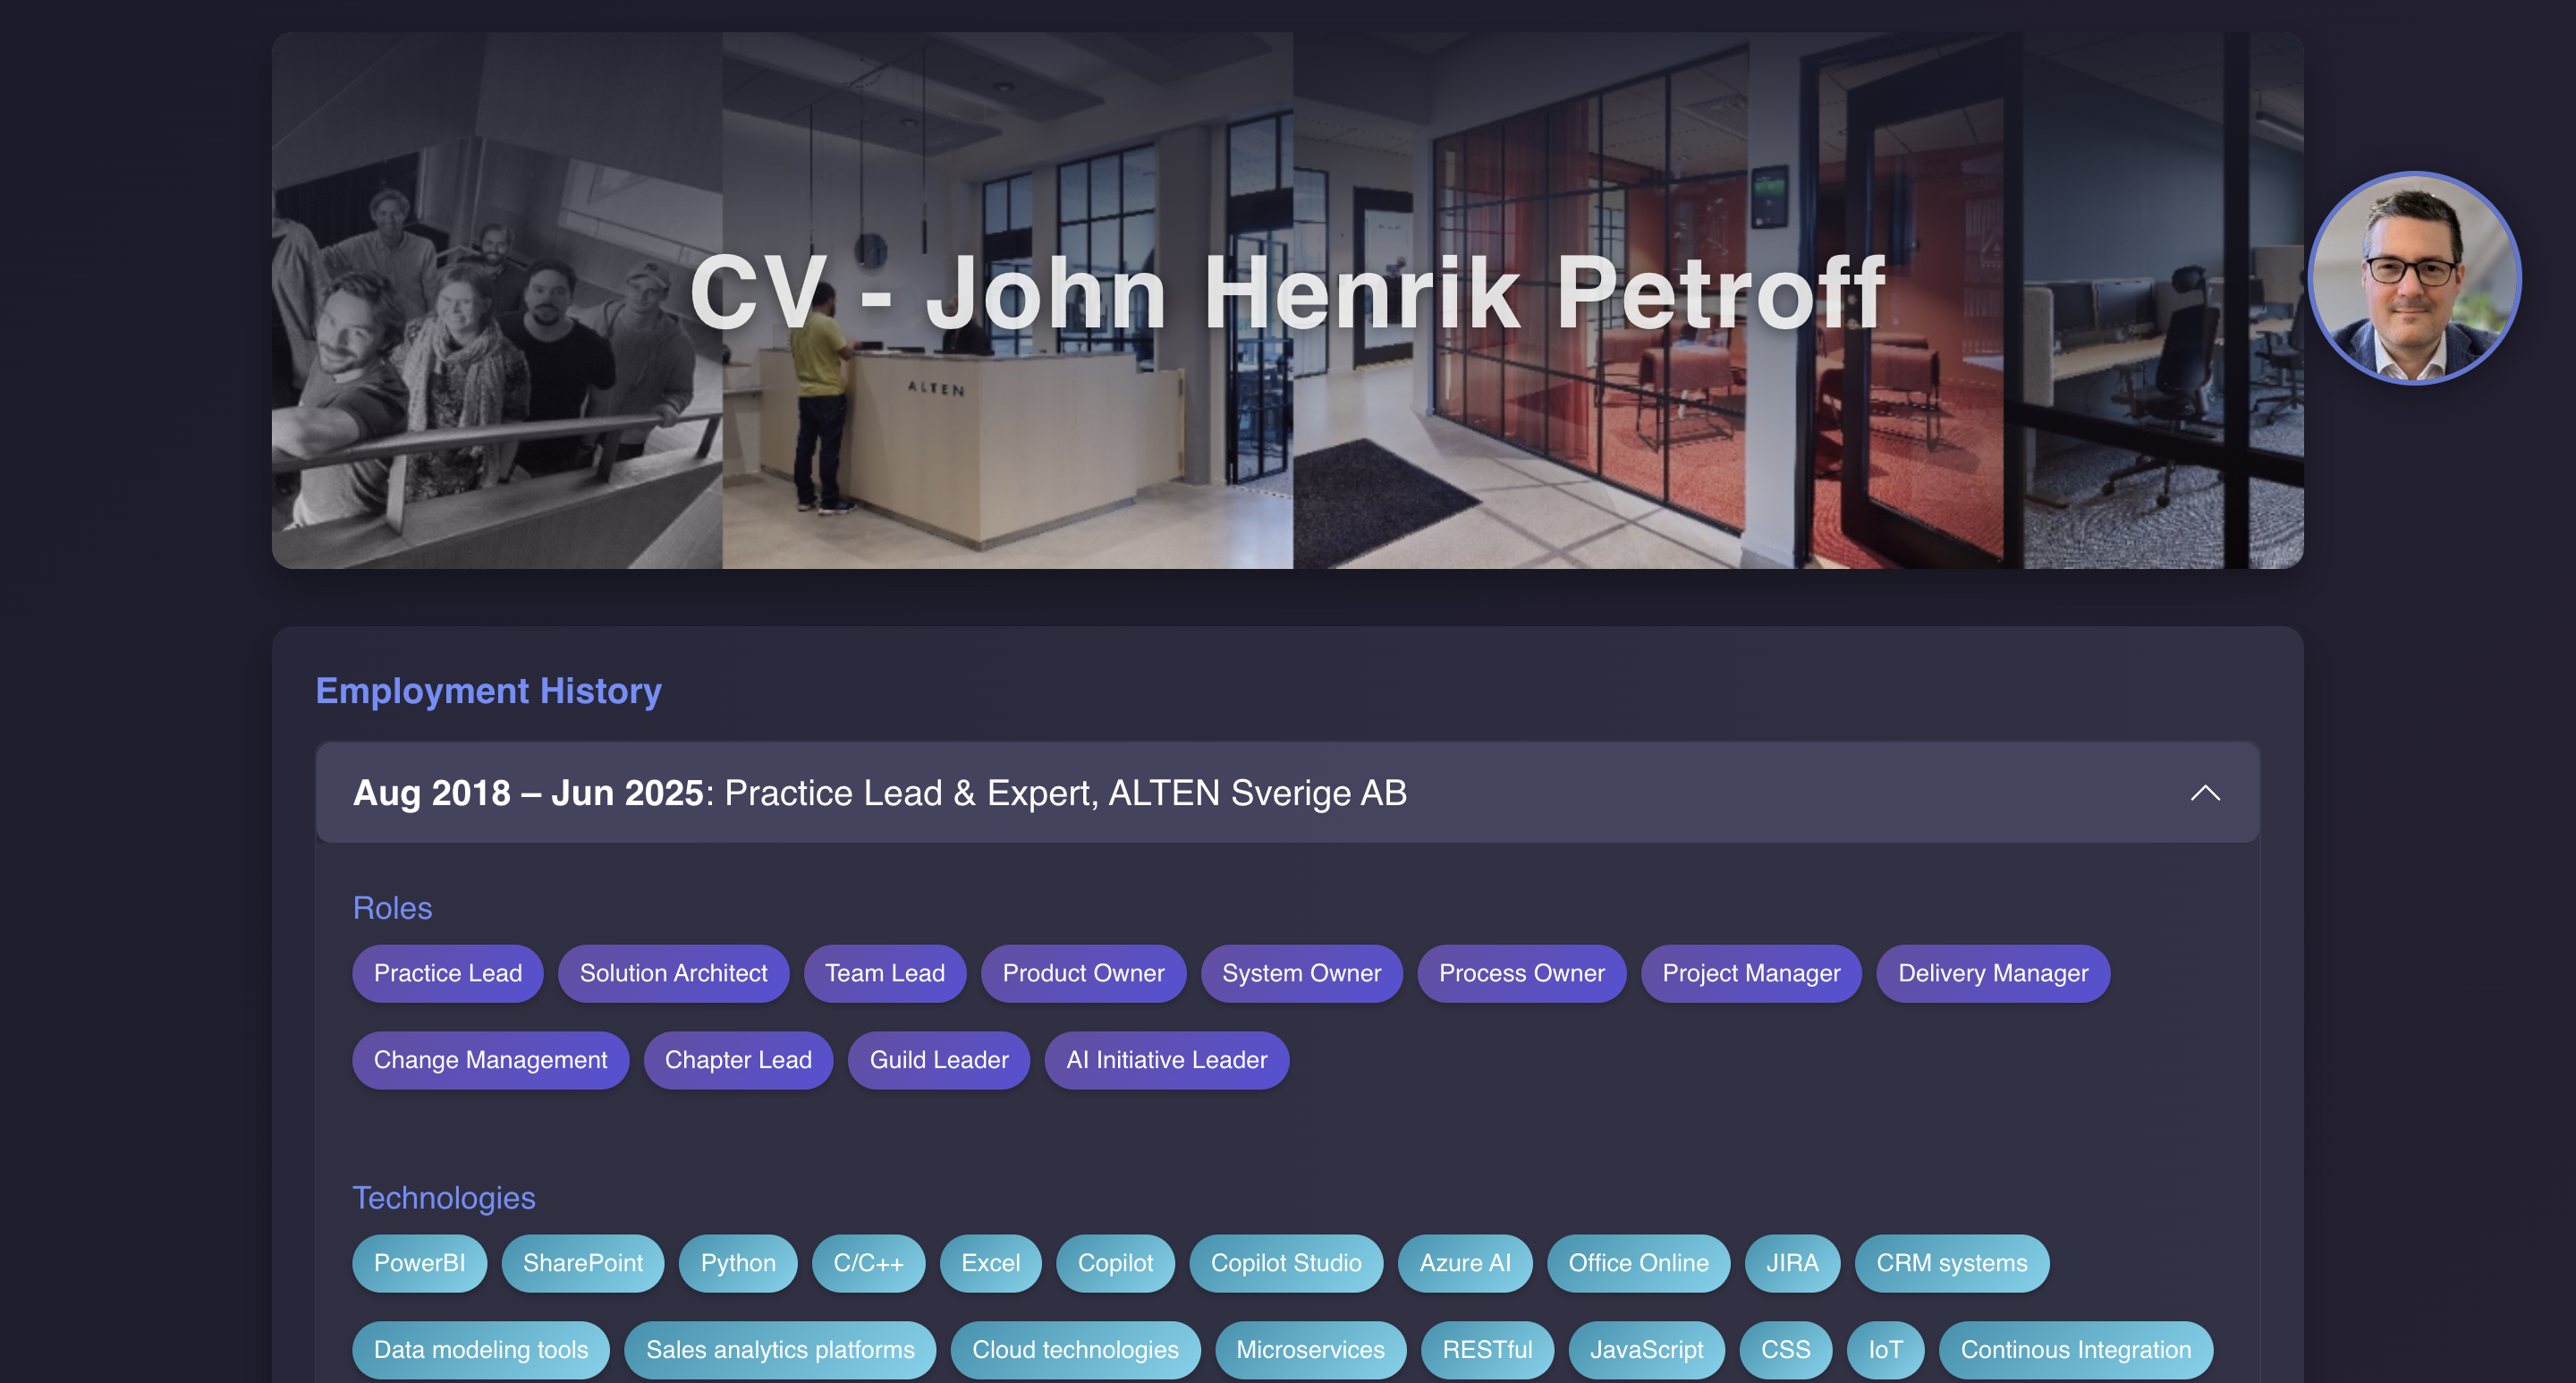 CV - John Henrik Petroff
ALTEN
Employment History
Aug 2018 – Jun 2025: Practice Lead & Expert, ALTEN Sverige AB
Roles
Practice Lead Solution Architect Team Lead Product Owner System Owner Process Owner Project Manager Delivery Manager
Change Management Chapter Lead Guild Leader AI Initiative Leader
Technologies
PowerBI SharePoint Python C/C++ Excel Copilot Copilot Studio Azure AI Office Online JIRA CRM systems
Data modeling tools Sales analytics platforms Cloud technologies Microservices RESTful JavaScript CSS IoT Continous Integration